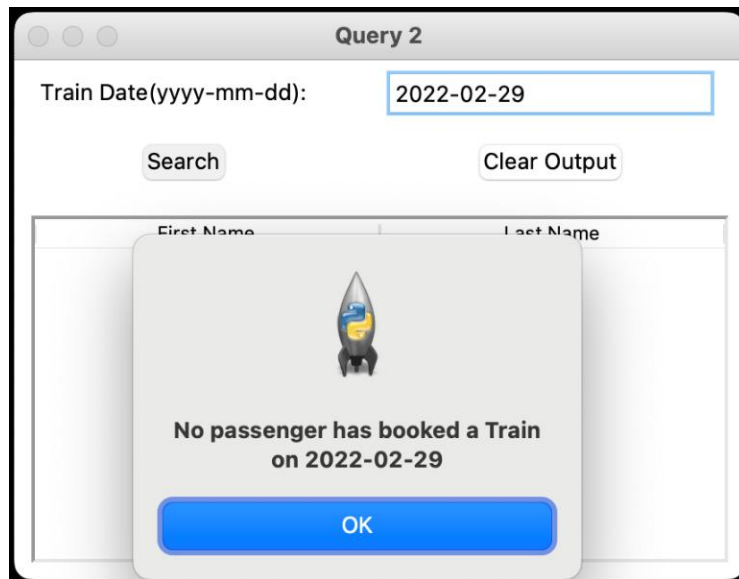 Query 2
Train Date(yyyy-mm-dd): 2022-02-29
Search Clear Output
First Name Last Name
No passenger has booked a Train
on 2022-02-29
OK